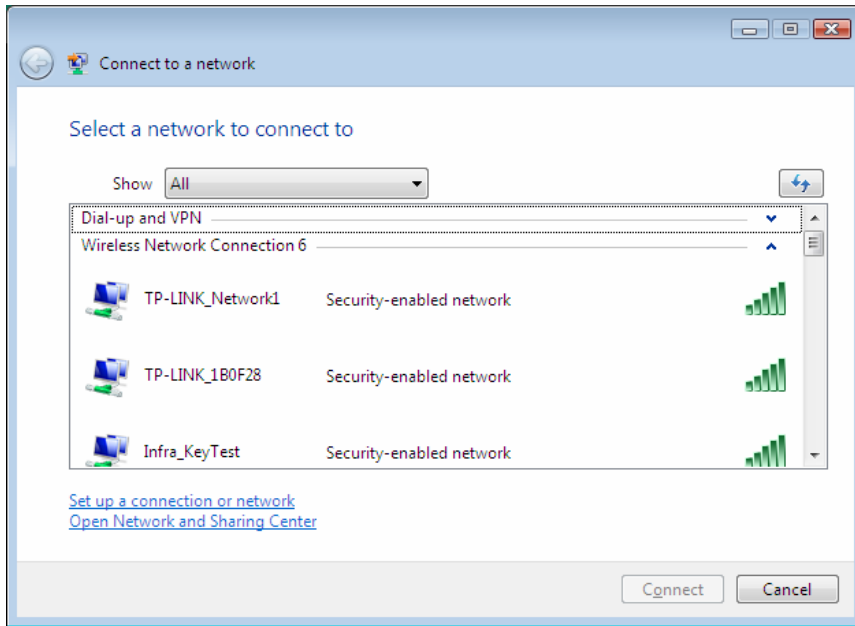 Connect to a network
Select a network to connect to
Show All
Dial-up and VPN
Wireless Network Connection 6
TP-LINK_Network1 Security-enabled network
TP-LINK_1B0F28 Security-enabled network
Infra_KeyTest Security-enabled network
Set up a connection or network
Open Network and Sharing Center
Connect Cancel